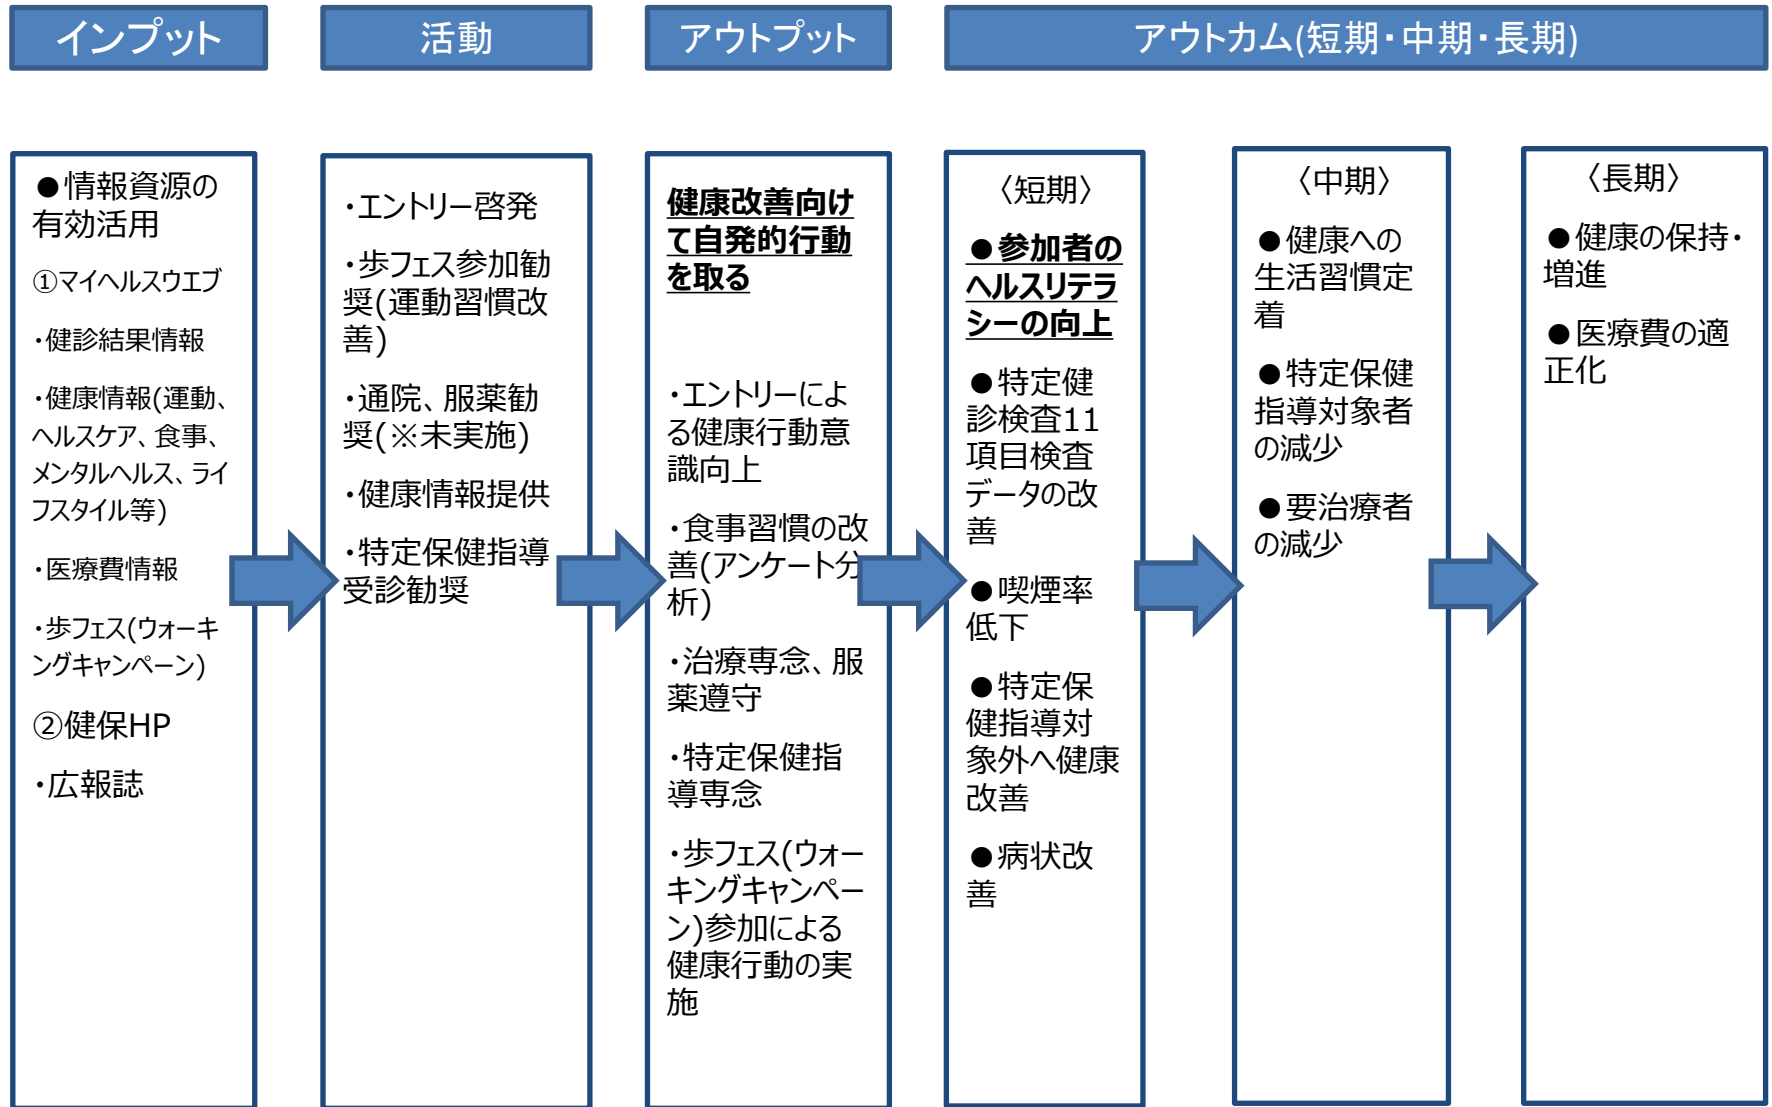 インプット
活動
アウトプット
アウトカム(短期・中期・長期)
●情報資源の
有効活用
①マイヘルスウエブ
・健診結果情報
・健康情報(運動、
ヘルスケア、食事、
メンタルヘルス、ライ
フスタイル等)
・医療費情報
・歩フェス(ウォーキ
ングキャンペーン)
②健保HP
・広報誌
・エントリー啓発
・歩フェス参加勧
奨(運動習慣改
善)
・通院、服薬勧
奨(※未実施)
・健康情報提供
・特定保健指導
受診勧奨
健康改善向け
て自発的行動
を取る
・エントリーによ
る健康行動意
識向上
・食事習慣の改
善(アンケート分
析)
・治療専念、服
薬遵守
・特定保健指
導専念
・歩フェス(ウォー
キングキャンペー
ン)参加による
健康行動の実
施
〈短期〉
●参加者の
ヘルスリテラ
シーの向上
●特定健
診検査11
項目検査
データの改
善
●喫煙率
低下
●特定保
健指導対
象外へ健康
改善
●病状改
善
〈中期〉
●健康への
生活習慣定
着
●特定保健
指導対象者
の減少
●要治療者
の減少
〈長期〉
●健康の保持・
増進
●医療費の適
正化